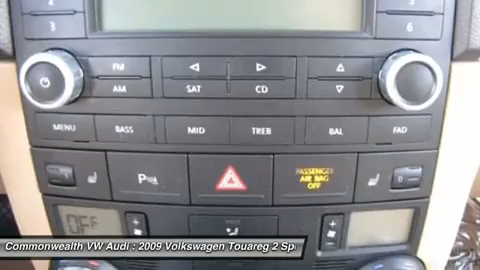 2 5
3 6
FM
AM
SAT CD
MENU BASS MID TREB BAL FAD
P
PASSENGER
AIR BAG
OFF
OFF
Commonwealth VW Audi : 2009 Volkswagen Touareg 2 Sp